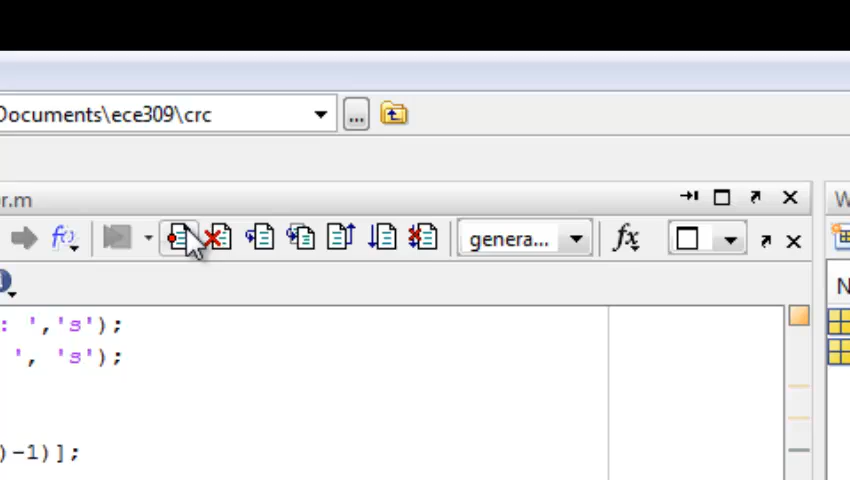 Documents\ece309\crc
...
r.m
W
genera...
fx
N
: ','s');
', 's');
)-1)];